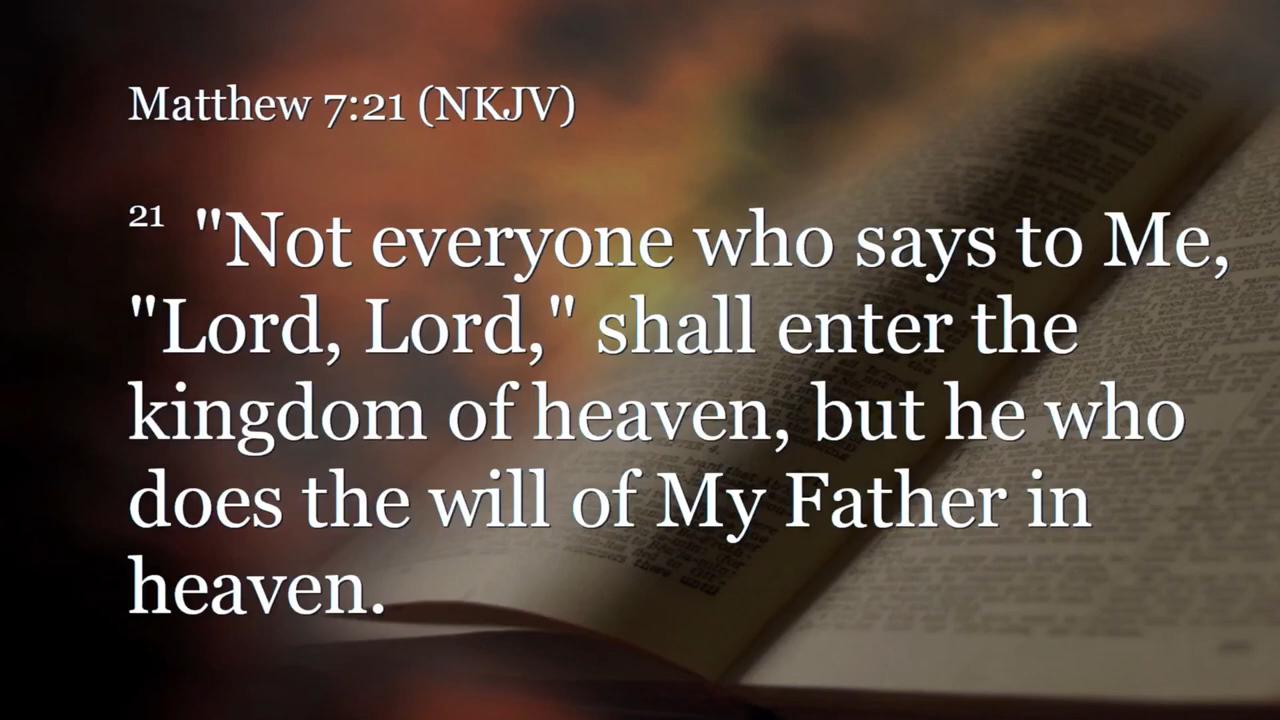 Matthew 7:21 (NKJV)
21 "Not everyone who says to Me,
"Lord, Lord," shall enter the
kingdom of heaven, but he who
does the will of My Father in
heaven.